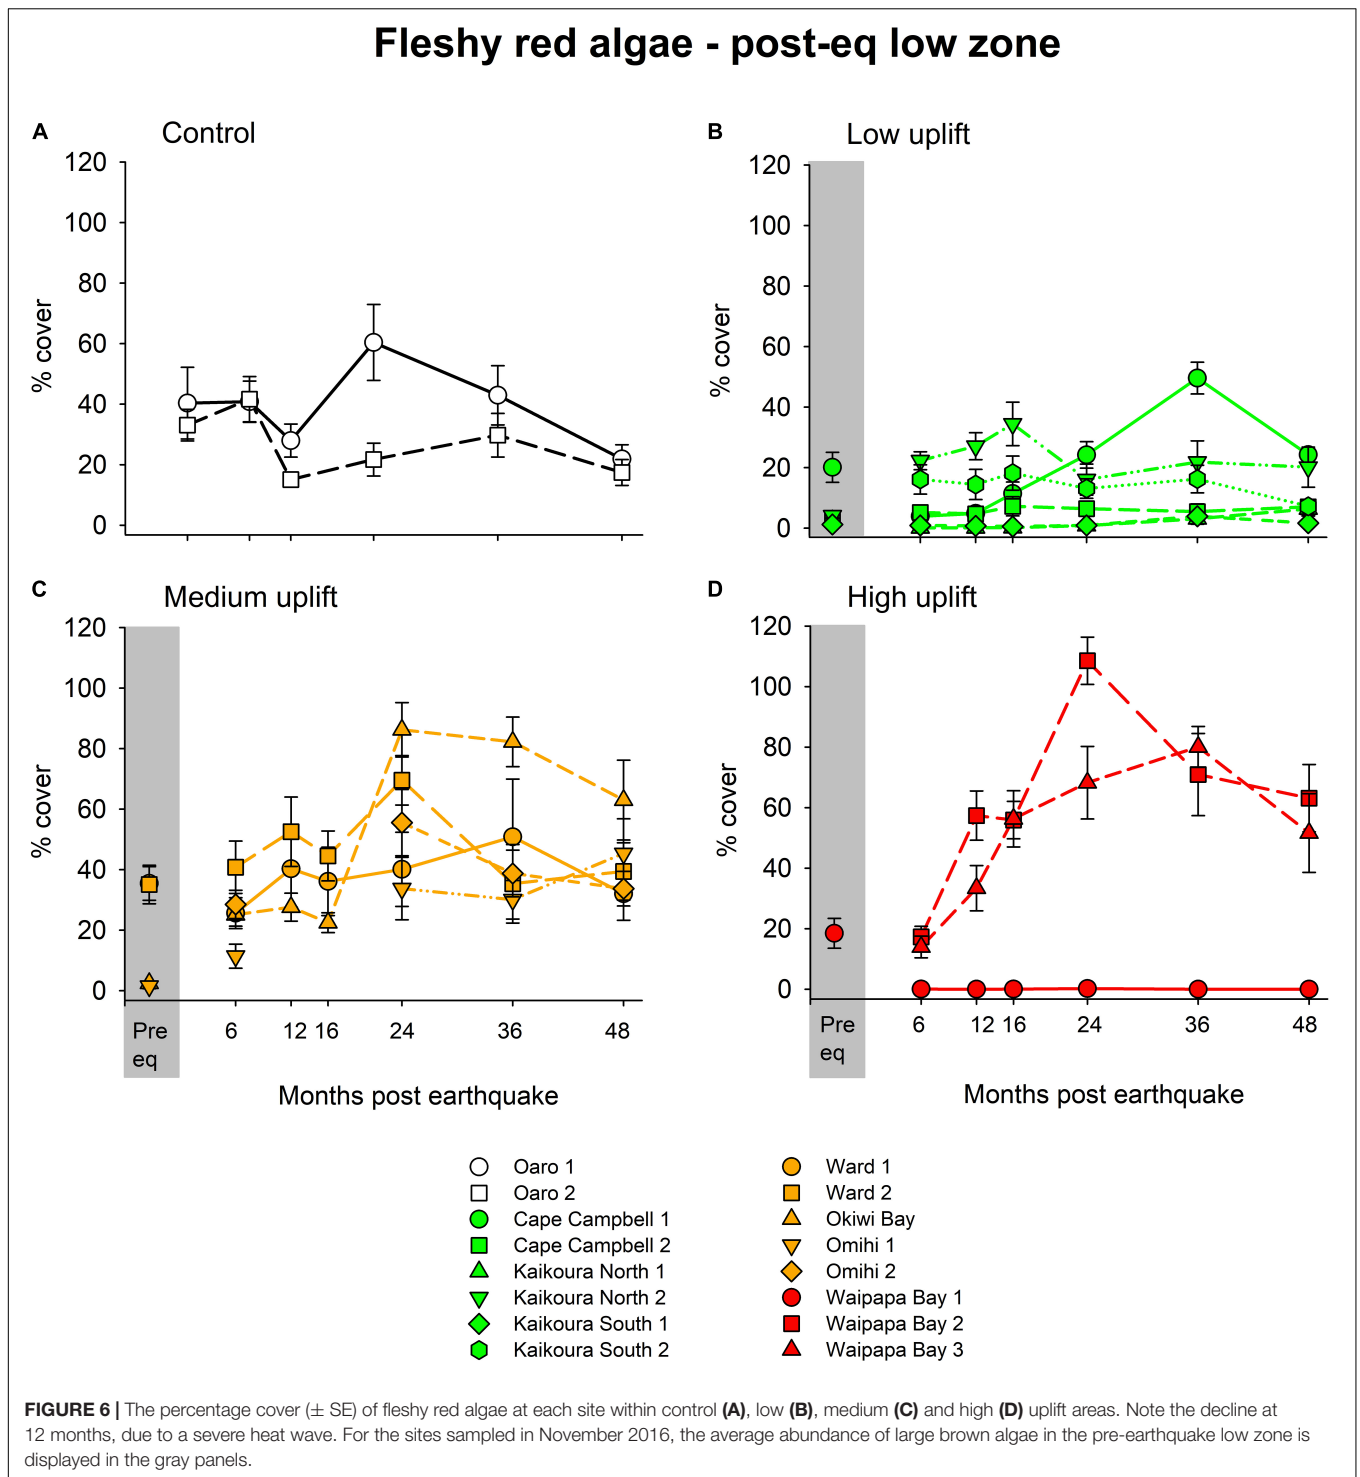 Fleshy red algae - post-eq low zone
A
Control
120
100
80
60
40
20
0
% cover
B
Low uplift
120
100
80
60
40
20
0
% cover
C
Medium uplift
120
100
80
60
40
20
0
% cover
Pre
eq
6
12
16
24
36
48
Months post earthquake
D
High uplift
120
100
80
60
40
20
0
% cover
Pre
eq
6
12
16
24
36
48
Months post earthquake
Oaro 1
Oaro 2
Cape Campbell 1
Cape Campbell 2
Kaikoura North 1
Kaikoura North 2
Kaikoura South 1
Kaikoura South 2
Ward 1
Ward 2
Okiwi Bay
Omihi 1
Omihi 2
Waipapa Bay 1
Waipapa Bay 2
Waipapa Bay 3
FIGURE 6 | The percentage cover (± SE) of fleshy red algae at each site within control (A), low (B), medium (C) and high (D) uplift areas. Note the decline at
12 months, due to a severe heat wave. For the sites sampled in November 2016, the average abundance of large brown algae in the pre-earthquake low zone is
displayed in the gray panels.